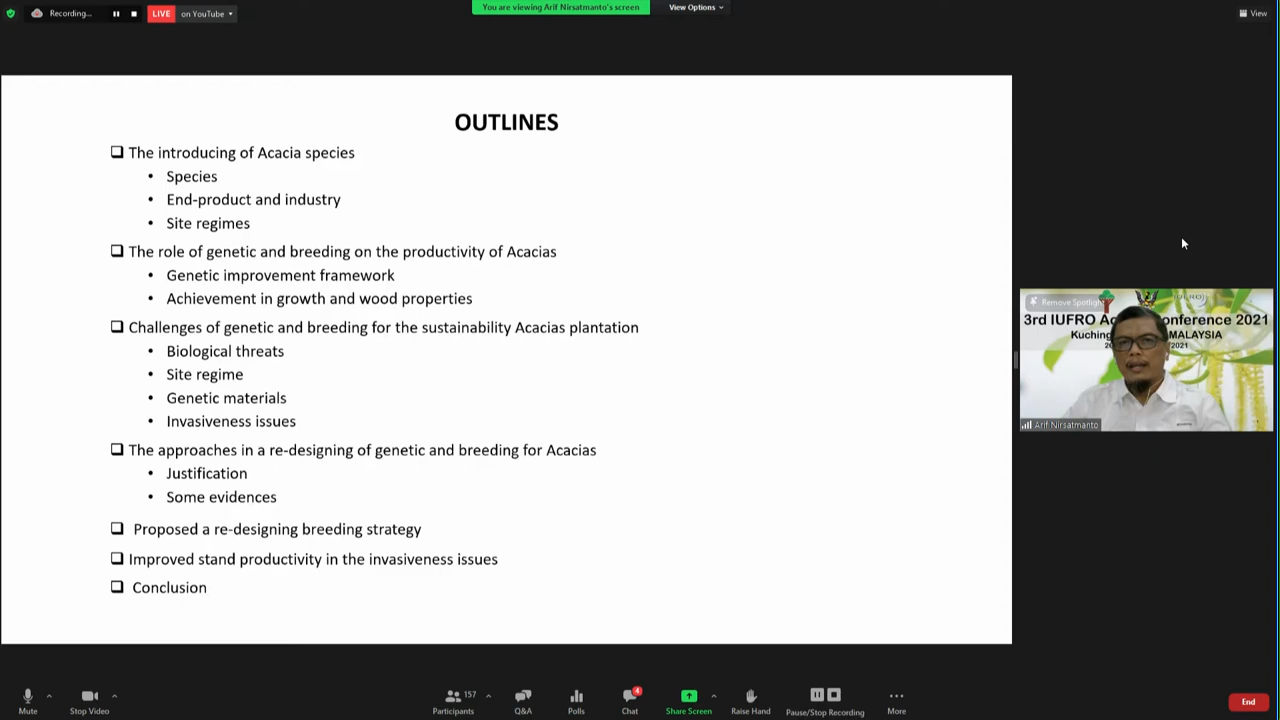 Recording...
LIVE on YouTube
You are viewing Arif Nirsatmanto's screen
View Options
View
OUTLINES
The introducing of Acacia species
Species
End-product and industry
Site regimes
The role of genetic and breeding on the productivity of Acacias
Genetic improvement framework
Achievement in growth and wood properties
Challenges of genetic and breeding for the sustainability Acacias plantation
Biological threats
Site regime
Genetic materials
Invasiveness issues
The approaches in a re-designing of genetic and breeding for Acacias
Justification
Some evidences
Proposed a re-designing breeding strategy
Improved stand productivity in the invasiveness issues
Conclusion
Remove Spotlight
3rd IUFRO Ac onference 2021
Kuching MALAYSIA
2021
Arif Nirsatmanto
Mute
Stop Video
157
Participants
Q&A
Polls
4
Chat
Share Screen
Raise Hand
Pause/Stop Recording
More
End